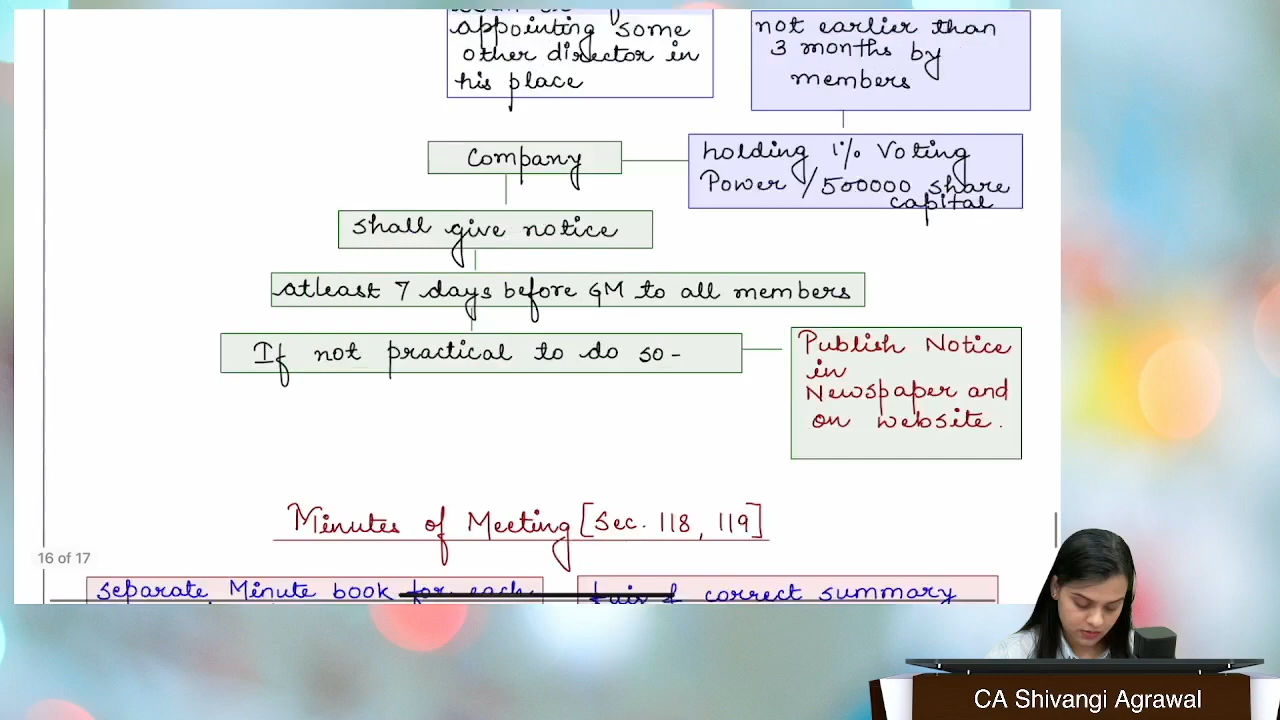 appointing some
other director in
his place
not earlier than
3 months by
members
Company
holding 1% Voting
Power / 500000 share
capital
shall give notice
atleast 7 days before GM to all members
If not practical to do so -
Publish Notice
in
Newspaper and
on website.
Minutes of Meeting [Sec. 118, 119]
16 of 17
separate Minute book for each
fair & correct summary
CA Shivangi Agrawal